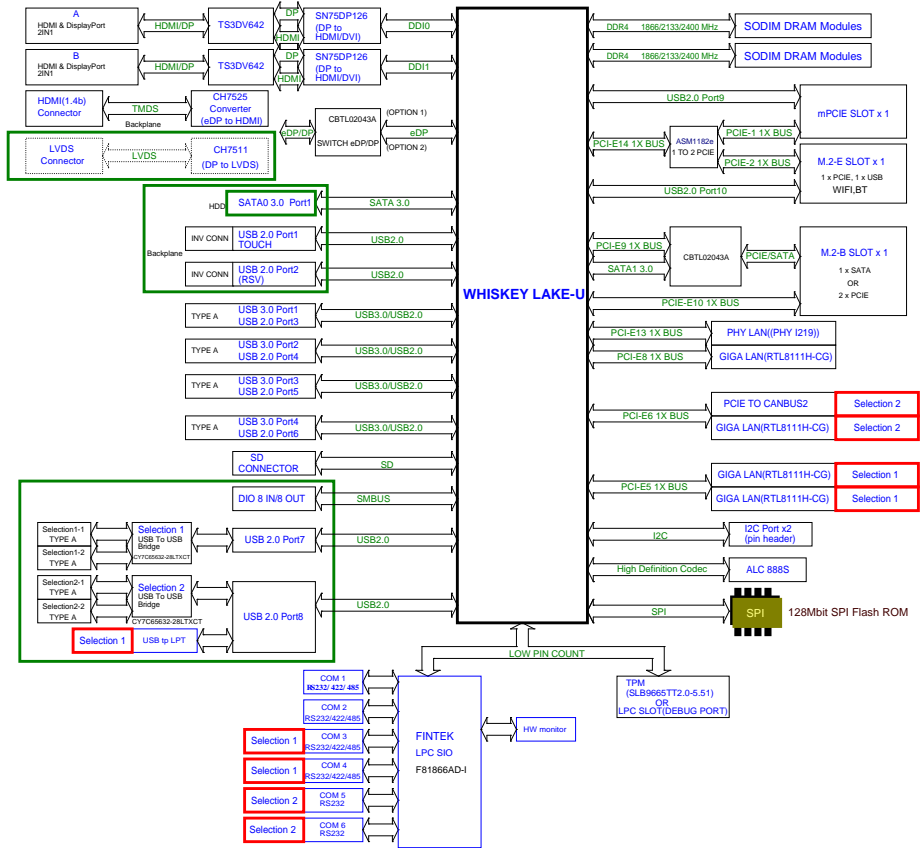 A
HDMI & DisplayPort
2IN1
HDMI/DP
TS3DV642
DP
HDMI
SN75DP126
(DP to
HDMI/DVI)
DDI0
B
HDMI & DisplayPort
2IN1
HDMI/DP
TS3DV642
DP
HDMI
SN75DP126
(DP to
HDMI/DVI)
DDI1
HDMI(1.4b)
Connector
TMDS
Backplane
CH7525
Converter
(eDP to HDMI)
LVDS
Connector
LVDS
CH7511
(DP to LVDS)
eDP/DP
CBTL02043A
SWITCH eDP/DP
(OPTION 1)
eDP
(OPTION 2)
HDD
SATA0 3.0 Port1
SATA 3.0
Backplane
INV CONN
USB 2.0 Port1
TOUCH
USB2.0
INV CONN
USB 2.0 Port2
(RSV)
USB2.0
TYPE A
USB 3.0 Port1
USB 2.0 Port3
USB3.0/USB2.0
TYPE A
USB 3.0 Port2
USB 2.0 Port4
USB3.0/USB2.0
TYPE A
USB 3.0 Port3
USB 2.0 Port5
USB3.0/USB2.0
TYPE A
USB 3.0 Port4
USB 2.0 Port6
USB3.0/USB2.0
SD
CONNECTOR
SD
DIO 8 IN/8 OUT
SMBUS
Selection1-1
TYPE A
Selection1-2
TYPE A
Selection 1
USB To USB
Bridge
CY7C65632-28LTXCT
USB 2.0 Port7
USB2.0
Selection2-1
TYPE A
Selection2-2
TYPE A
Selection 2
USB To USB
Bridge
CY7C65632-28LTXCT
USB 2.0 Port8
USB2.0
Selection 1
USB tp LPT
WHISKEY LAKE-U
DDR4 1866/2133/2400 MHz
SODIM DRAM Modules
DDR4 1866/2133/2400 MHz
SODIM DRAM Modules
USB2.0 Port9
mPCIE SLOT x 1
PCI-E14 1X BUS
ASM1182e
1 TO 2 PCIE
PCIE-1 1X BUS
PCIE-2 1X BUS
M.2-E SLOT x 1
1 x PCIE, 1 x USB
WIFI,BT
USB2.0 Port10
PCI-E9 1X BUS
SATA1 3.0
CBTL02043A
PCIE/SATA
M.2-B SLOT x 1
1 x SATA
OR
2 x PCIE
PCIE-E10 1X BUS
PCI-E13 1X BUS
PHY LAN((PHY I219))
PCI-E8 1X BUS
GIGA LAN(RTL8111H-CG)
PCI-E6 1X BUS
PCIE TO CANBUS2
Selection 2
GIGA LAN(RTL8111H-CG)
Selection 2
PCI-E5 1X BUS
GIGA LAN(RTL8111H-CG)
Selection 1
GIGA LAN(RTL8111H-CG)
Selection 1
I2C
I2C Port x2
(pin header)
High Definition Codec
ALC 888S
SPI
SPI
128Mbit SPI Flash ROM
LOW PIN COUNT
TPM
(SLB9665TT2.0-5.51)
OR
LPC SLOT(DEBUG PORT)
COM 1
RS232/ 422/ 485
COM 2
RS232/422/485
Selection 1
COM 3
RS232/422/485
Selection 1
COM 4
RS232/422/485
Selection 2
COM 5
RS232
Selection 2
COM 6
RS232
FINTEK
LPC SIO
F81866AD-I
HW monitor